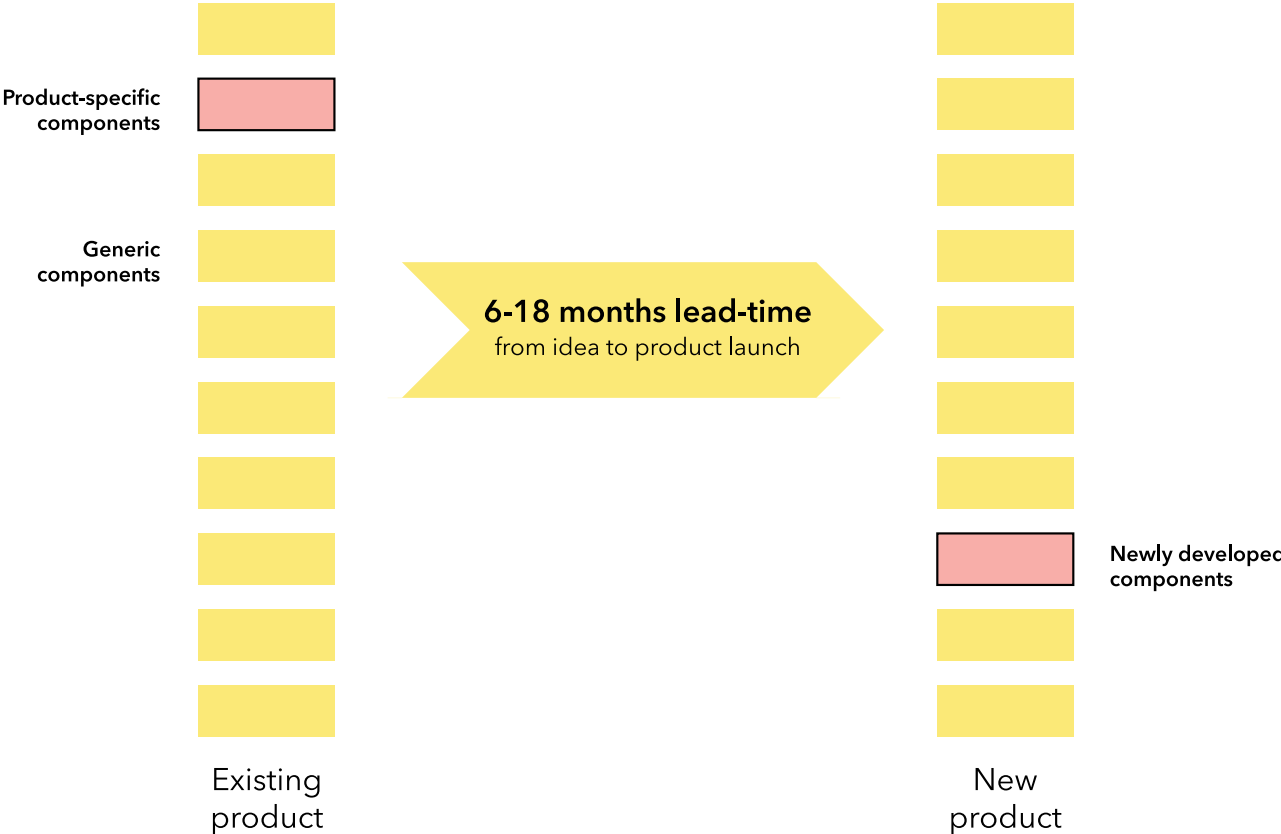 Product-specific
components
Generic
components
6-18 months lead-time
from idea to product launch
Newly developed
components
Existing
product
New
product